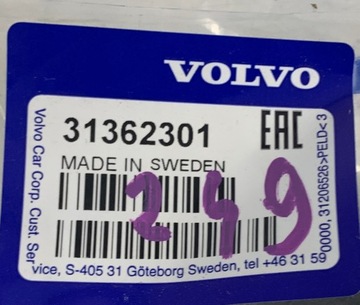 VOLVO
31362301 EAC
MADE IN SWEDEN
249
Volvo Car Corp. Cust. Ser
vice, S-405 31 Göteborg Sweden, tel +46 31 59
0000, 31206526>PELD<3